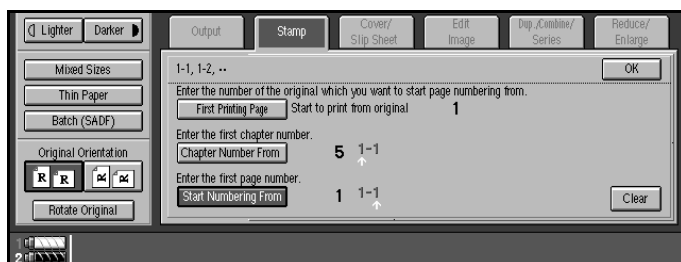 Lighter Darker
Output Stamp Cover/ Slip Sheet Edit Image Dup./Combine/ Series Reduce/ Enlarge
Mixed Sizes
Thin Paper
Batch (SADF)
Original Orientation
R R R R
Rotate Original
1-1, 1-2, ··
OK
Enter the number of the original which you want to start page numbering from.
First Printing Page Start to print from original 1
Enter the first chapter number.
Chapter Number From 5 1-1
Enter the first page number.
Start Numbering From 1 1-1
Clear
1
2